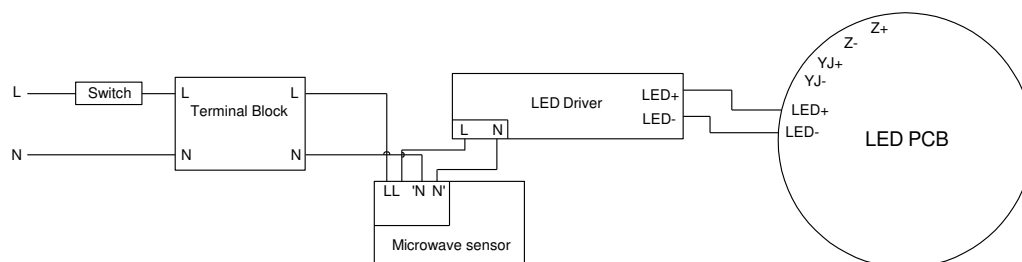 Z+
Z-
YJ+
YJ-
L
Switch
L
L
Terminal Block
N
N
N
LED Driver
LED+
LED-
L
N
LED+
LED-
LED PCB
LL 'N N'
Microwave sensor